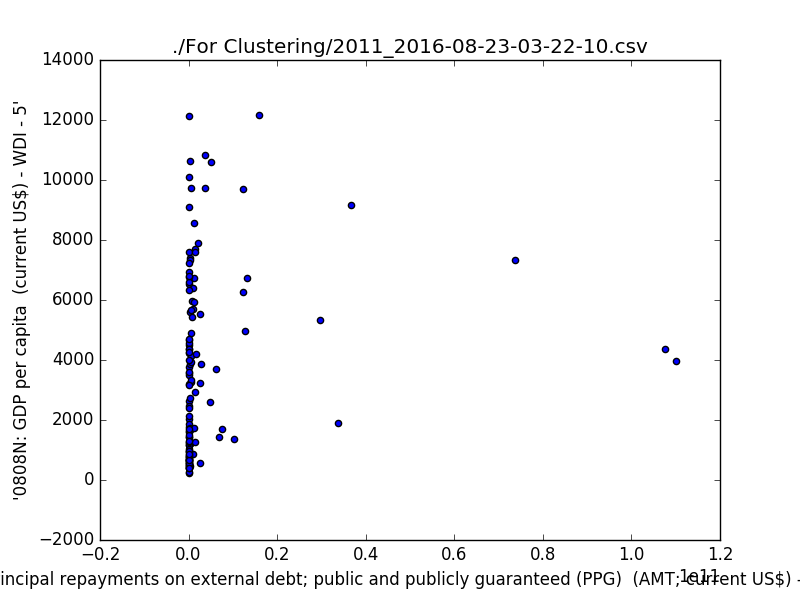 ./For Clustering/2011_2016-08-23-03-22-10.csv
14000
12000
10000
8000
6000
4000
2000
0
−2000
'0808N: GDP per capita (current US$) - WDI - 5'
−0.2 0.0 0.2 0.4 0.6 0.8 1.0 1.2
1e11
repayments on external debt; public and publicly guaranteed (PPG) (AMT; current US$) -